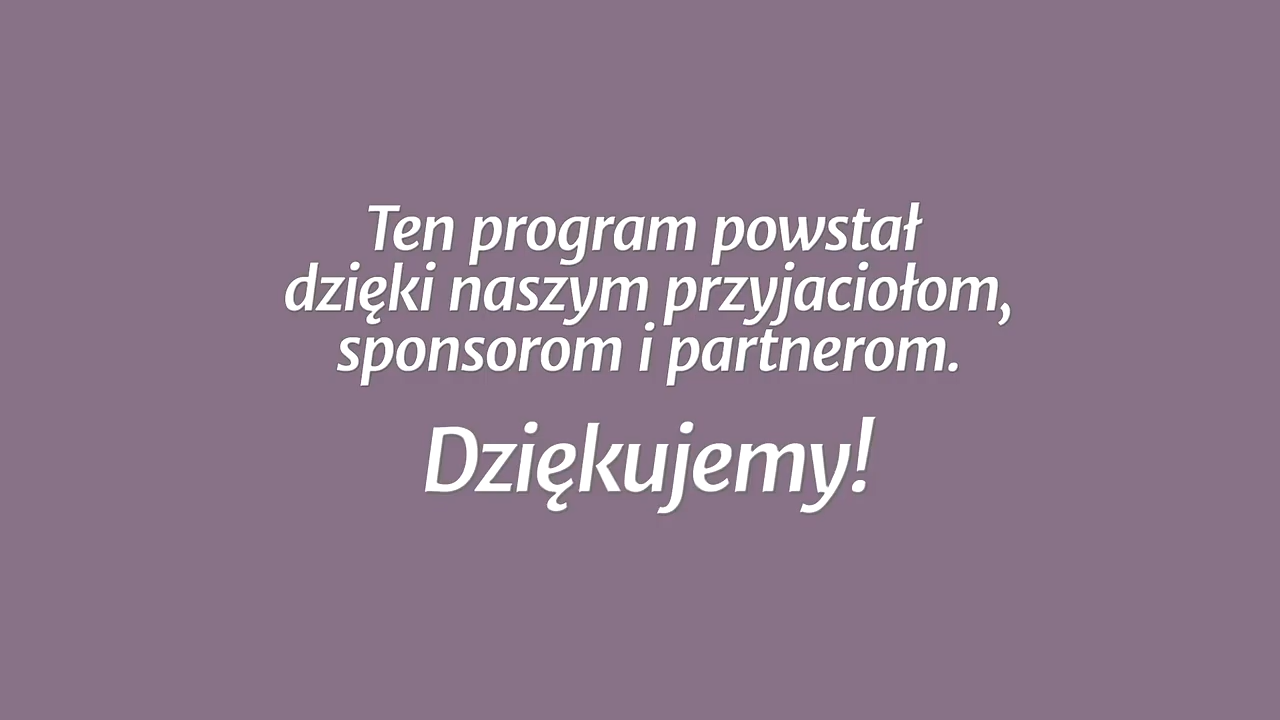 Ten program powstał
dzięki naszym przyjaciołom,
sponsorom i partnerom.
Dziękujemy!